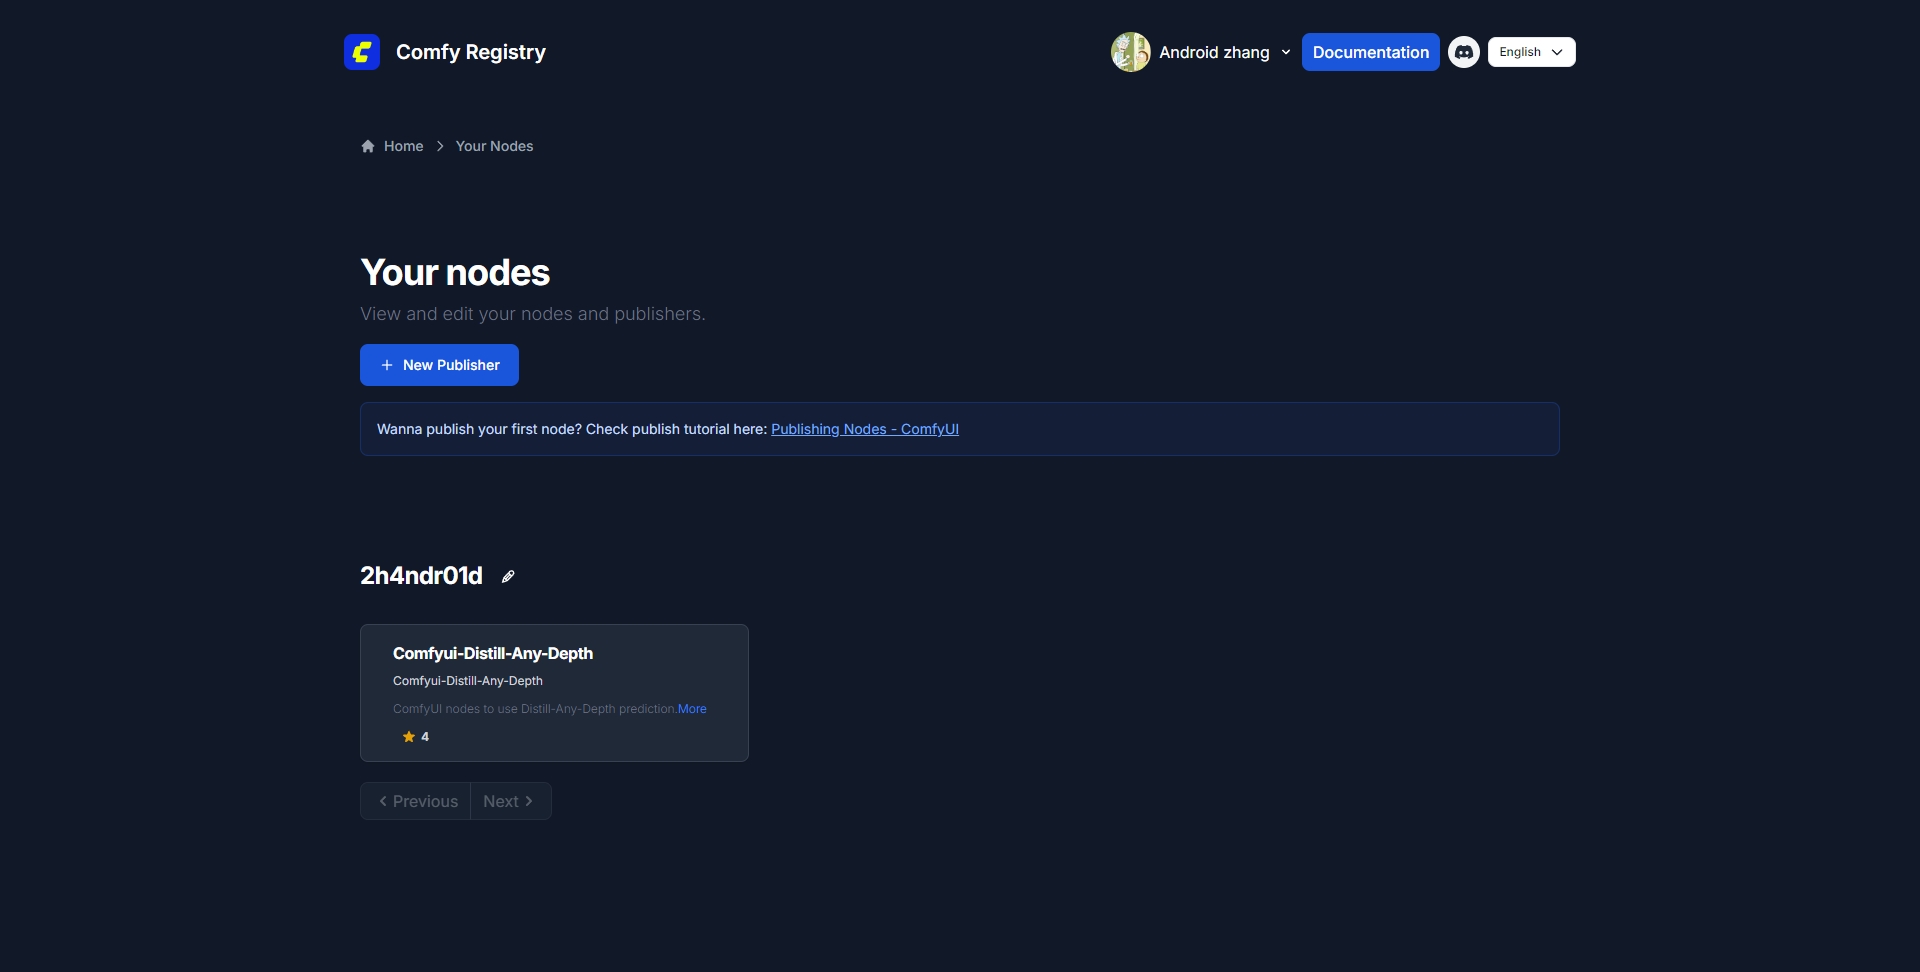 Comfy Registry
Android zhang
Documentation
English
Home
Your Nodes
Your nodes
View and edit your nodes and publishers.
New Publisher
Wanna publish your first node? Check publish tutorial here: Publishing Nodes - ComfyUI
2h4ndr01d
Comfyui-Distill-Any-Depth
Comfyui-Distill-Any-Depth
ComfyUI nodes to use Distill-Any-Depth prediction.More
4
Previous
Next